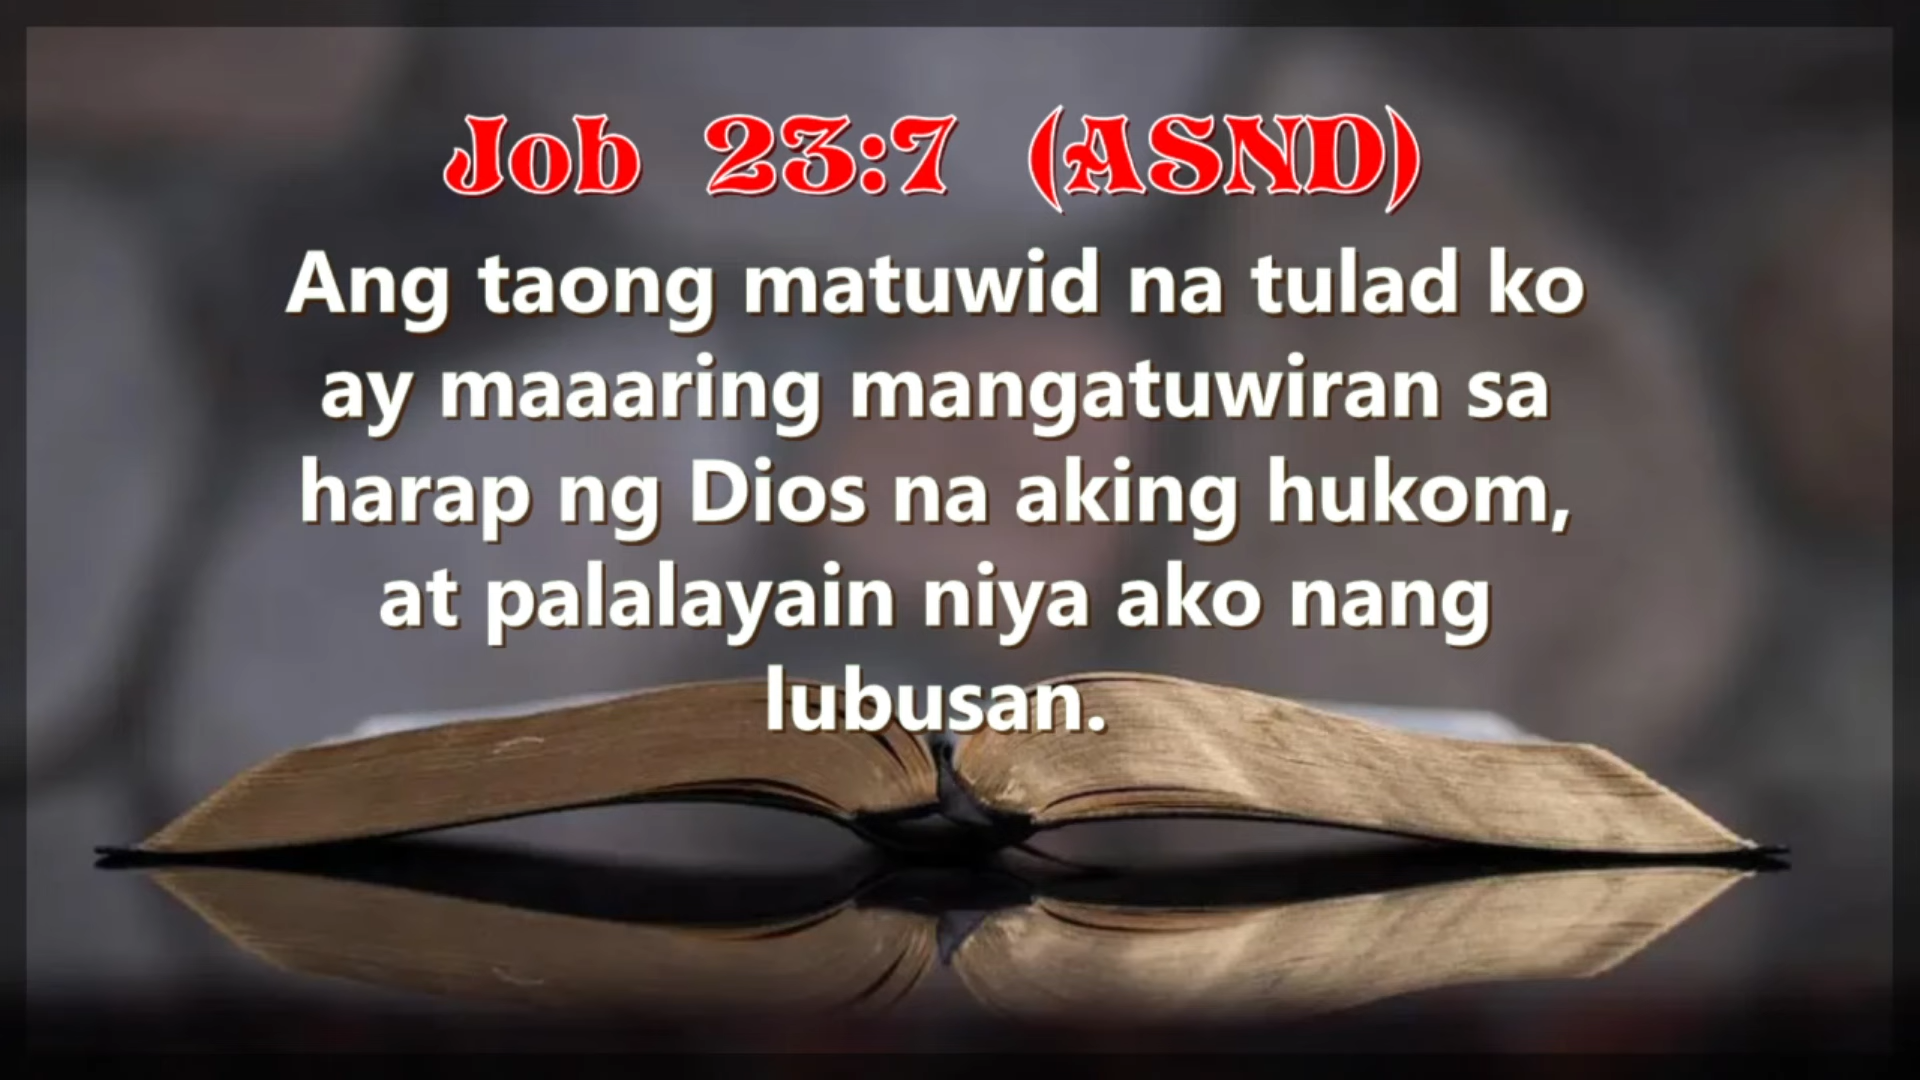 Job 23:7 (ASND)
Ang taong matuwid na tulad ko
ay maaaring mangatuwiran sa
harap ng Dios na aking hukom,
at palalayain niya ako nang
lubusan.